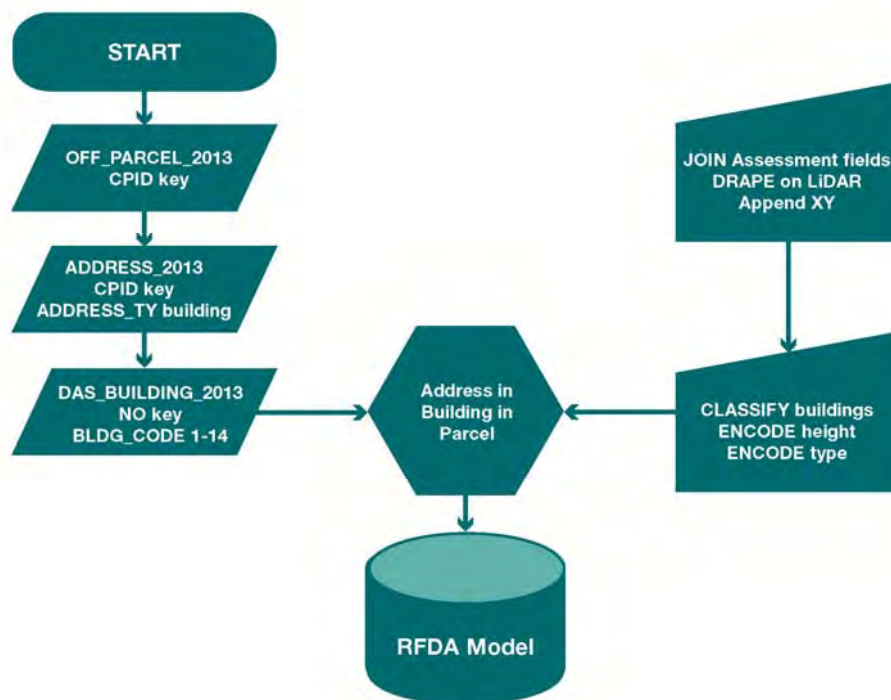 START
OFF_PARCEL_2013
CPID key
ADDRESS_2013
CPID key
ADDRESS_TY building
DAS_BUILDING_2013
NO key
BLDG_CODE 1-14
Address in
Building in
Parcel
JOIN Assessment fields
DRAPE on LiDAR
Append XY
CLASSIFY buildings
ENCODE height
ENCODE type
RFDA Model